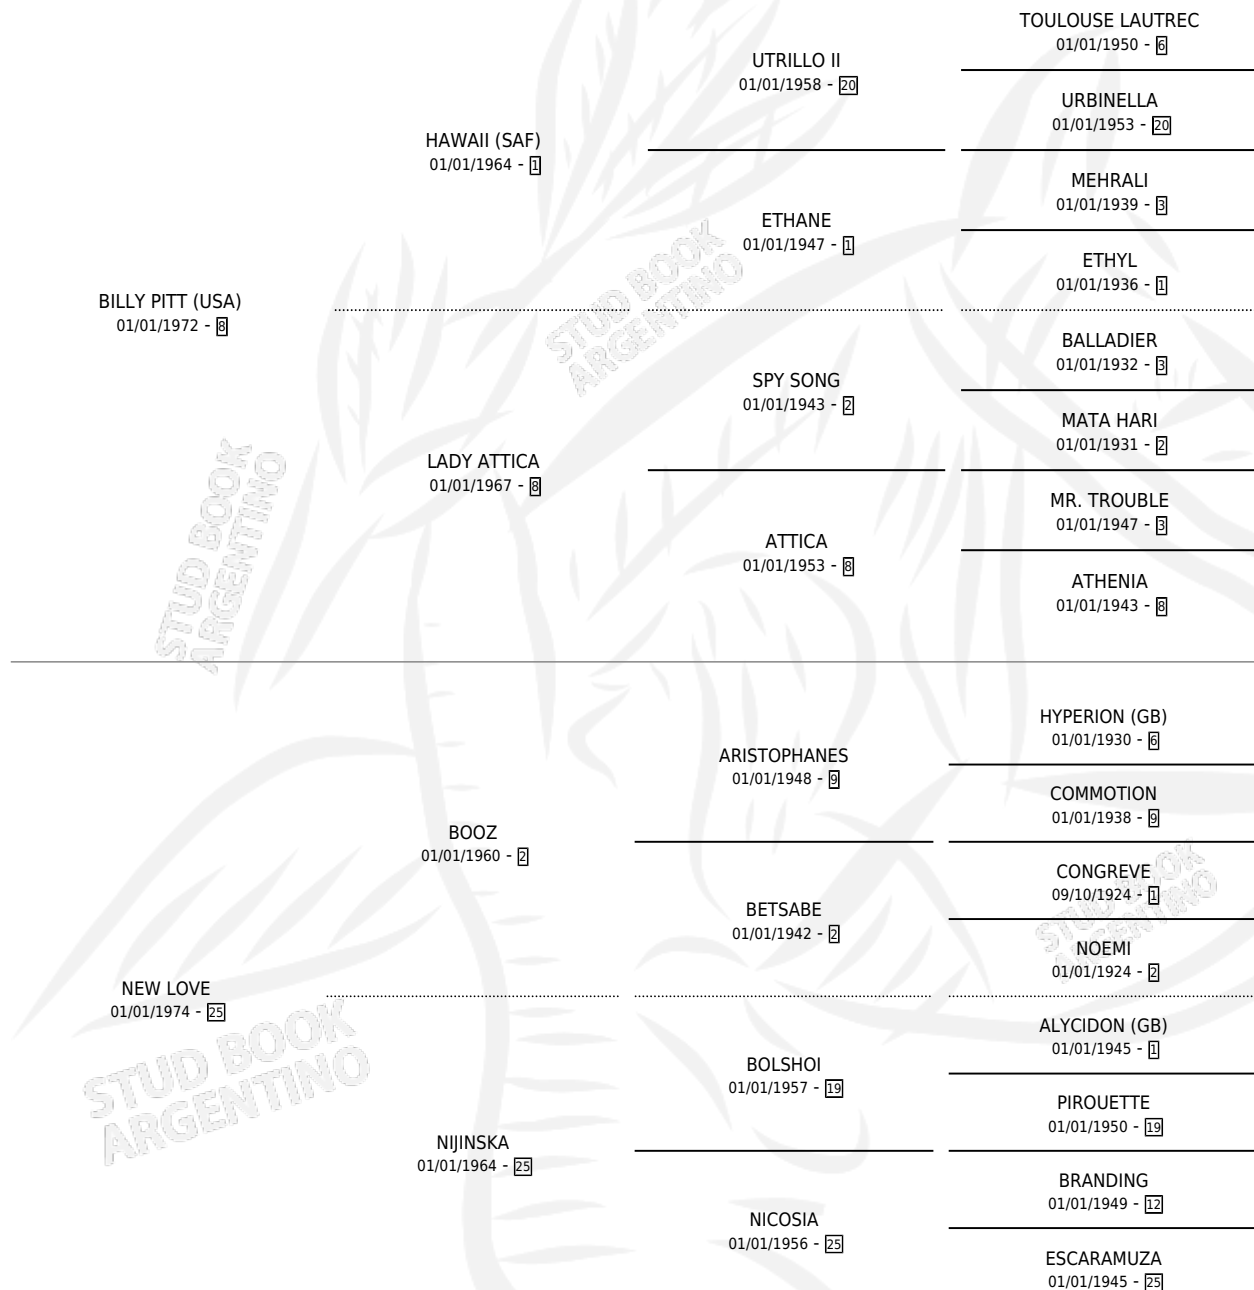 TOULOUSE LAUTREC
01/01/1950 - 6
UTRILLO II
01/01/1958 - 20
URBINELLA
01/01/1953 - 20
HAWAII (SAF)
01/01/1964 - 1
MEHRALI
01/01/1939 - 3
ETHANE
01/01/1947 - 1
ETHYL
01/01/1936 - 1
BILLY PITT (USA)
01/01/1972 - 8
BALLADIER
01/01/1932 - 3
SPY SONG
01/01/1943 - 2
MATA HARI
01/01/1931 - 2
LADY ATTICA
01/01/1967 - 8
MR. TROUBLE
01/01/1947 - 3
ATTICA
01/01/1953 - 8
ATHENIA
01/01/1943 - 8
HYPERION (GB)
01/01/1930 - 6
ARISTOPHANES
01/01/1948 - 9
COMMOTION
01/01/1938 - 9
BOOZ
01/01/1960 - 2
CONGREVE
09/10/1924 - 1
BETSABE
01/01/1942 - 2
NOEMI
01/01/1924 - 2
NEW LOVE
01/01/1974 - 25
ALYCIDON (GB)
01/01/1945 - 1
BOLSHOI
01/01/1957 - 19
PIROUETTE
01/01/1950 - 19
NIJINSKA
01/01/1964 - 25
BRANDING
01/01/1949 - 12
NICOSIA
01/01/1956 - 25
ESCARAMUZA
01/01/1945 - 25
STUD BOOK
ARGENTINO
STUD BOOK
ARGENTINO
STUD BOOK
ARGENTINO
STUD BOOK
ARGENTINO